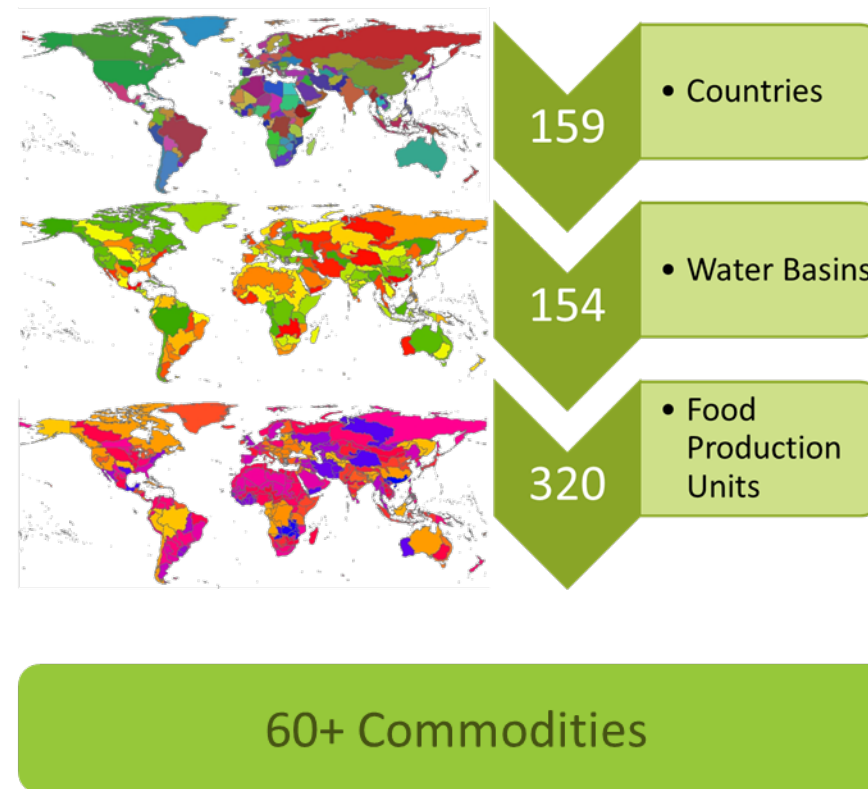 159
• Countries
154
• Water Basins
320
• Food
Production
Units
60+ Commodities